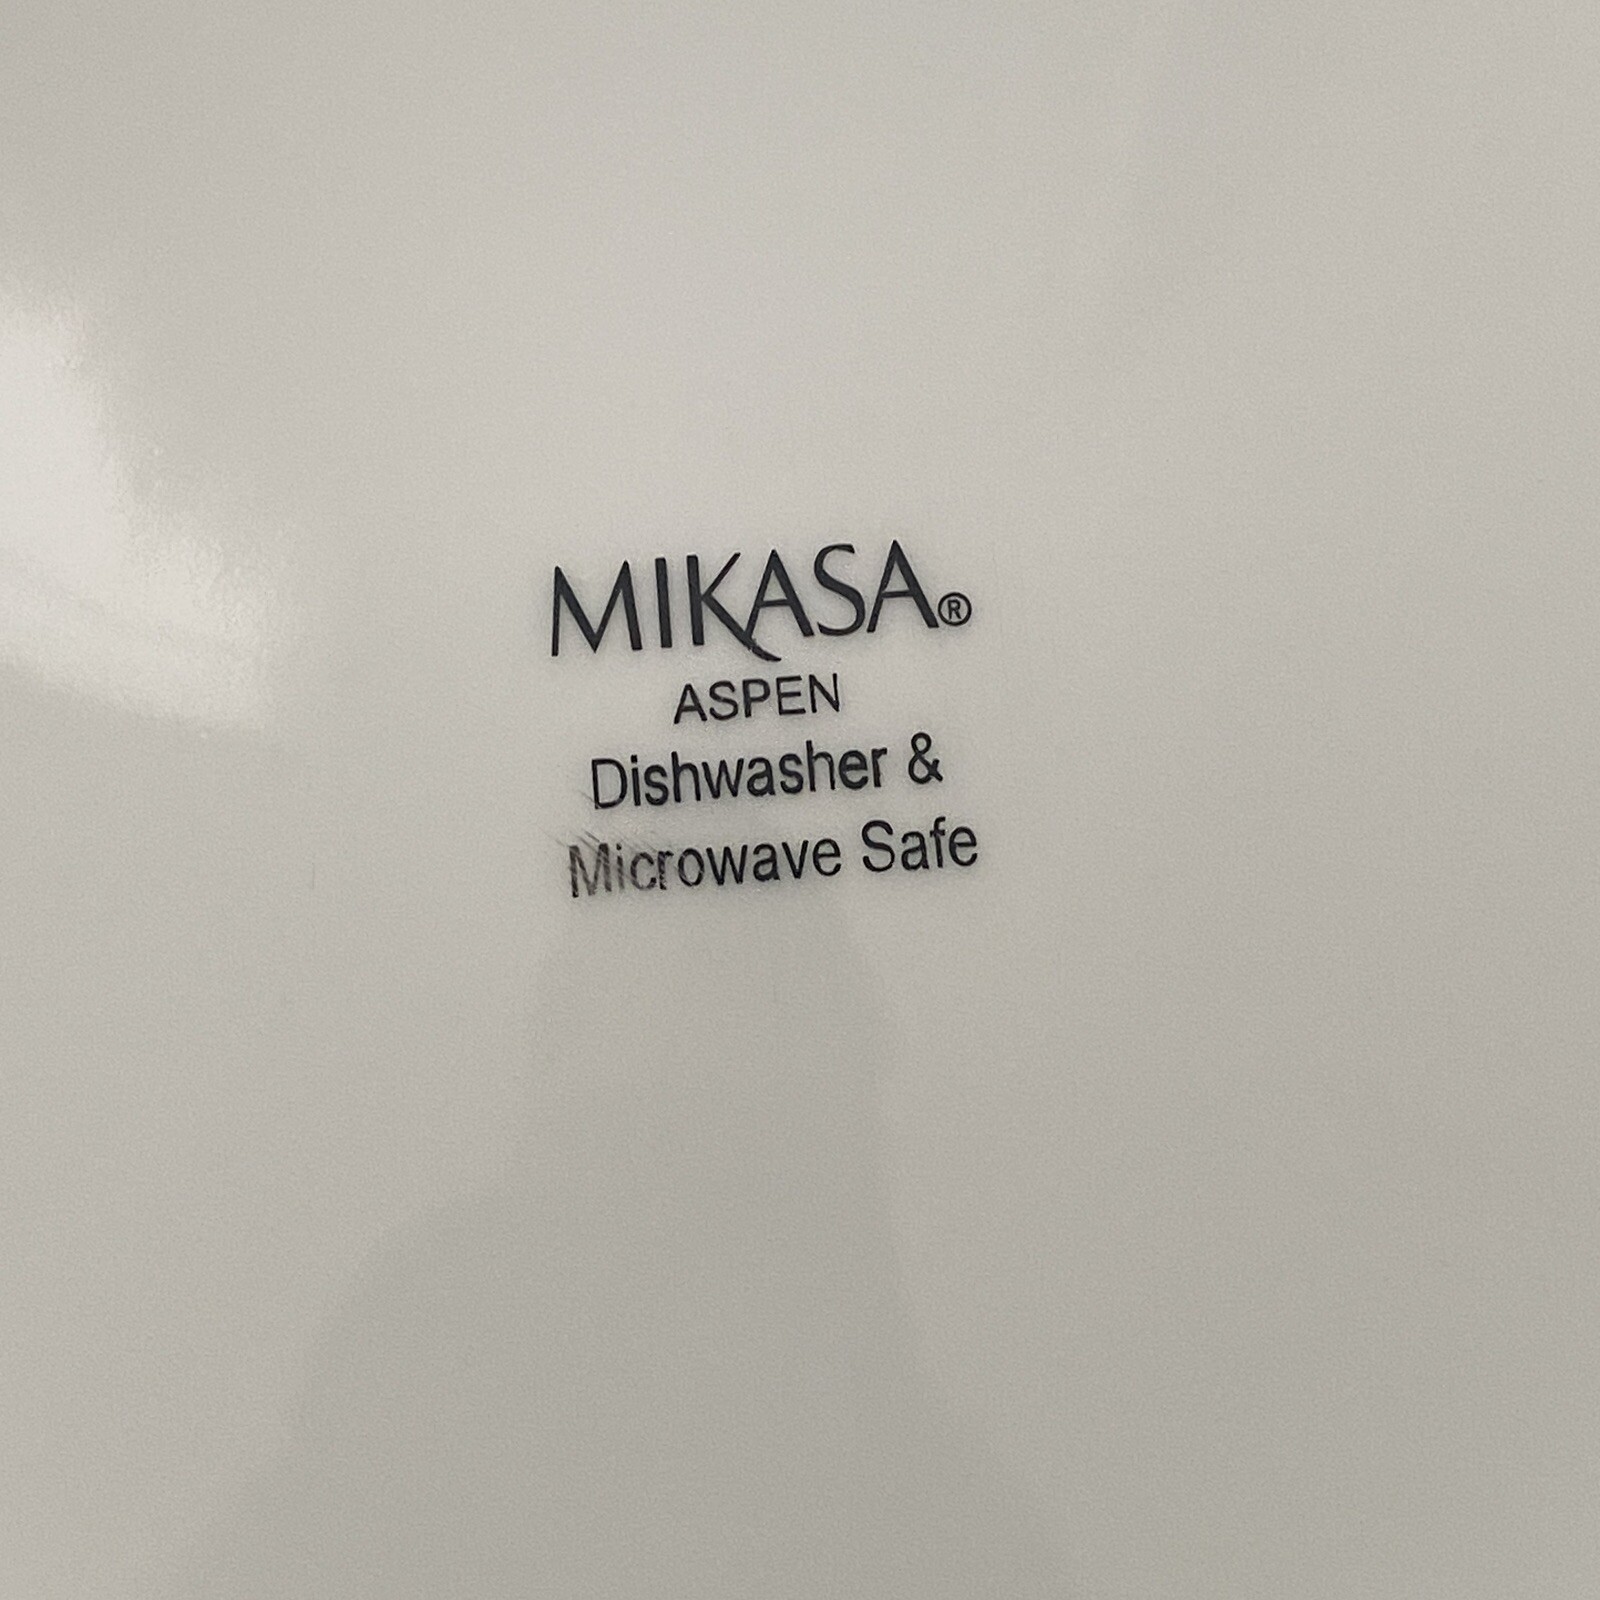 MIKASA®
ASPEN
Dishwasher &
Microwave Safe